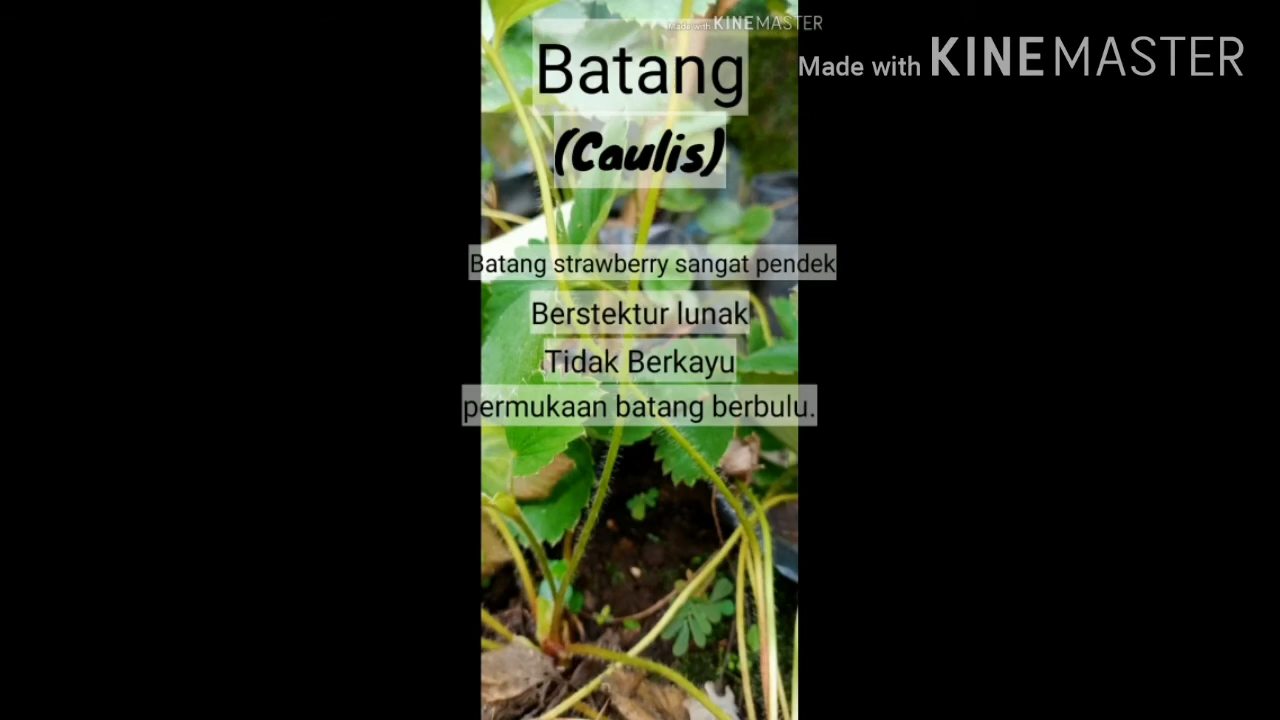 Made with KINEMASTER
Made with KINEMASTER
Batang
(Caulis)
Batang strawberry sangat pendek
Berstektur lunak
Tidak Berkayu
permukaan batang berbulu.